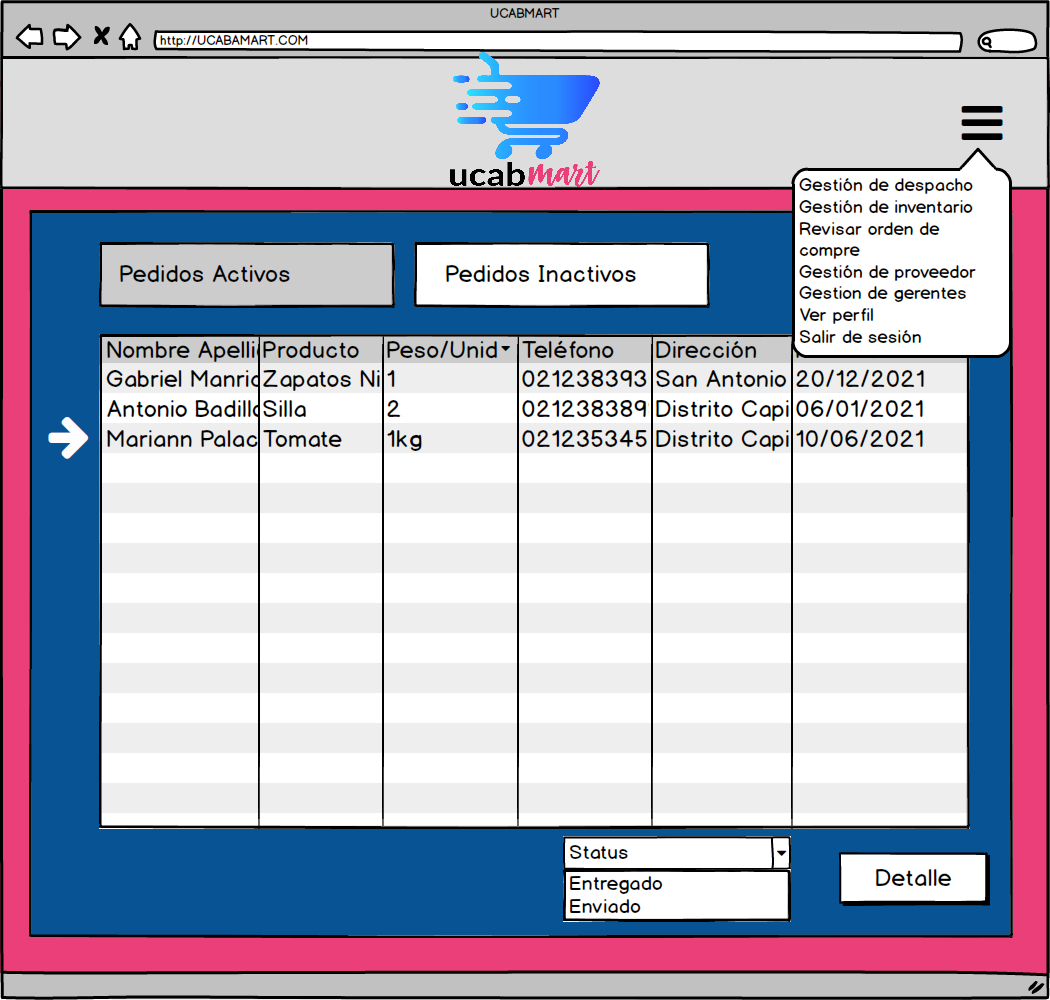 UCABMART
http://UCABAMART.COM
ucabmart
Gestión de despacho
Gestión de inventario
Revisar orden de
compre
Gestión de proveedor
Gestion de gerentes
Ver perfil
Salir de sesión
Pedidos Activos Pedidos Inactivos
Nombre Apelli Producto Peso/Unid Teléfono Dirección
Gabriel Manric Zapatos Ni 1 021238393 San Antonio 20/12/2021
Antonio Badill Silla 2 021238389 Distrito Capi 06/01/2021
Mariann Palac Tomate 1kg 021235345 Distrito Capi 10/06/2021
Status
Entregado
Enviado
Detalle